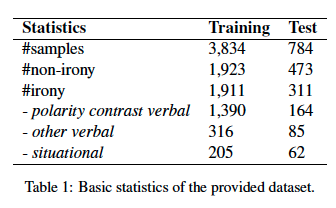 Statistics Training Test
#samples 3,834 784
#non-irony 1,923 473
#irony 1,911 311
- polarity contrast verbal 1,390 164
- other verbal 316 85
- situational 205 62
Table 1: Basic statistics of the provided dataset.